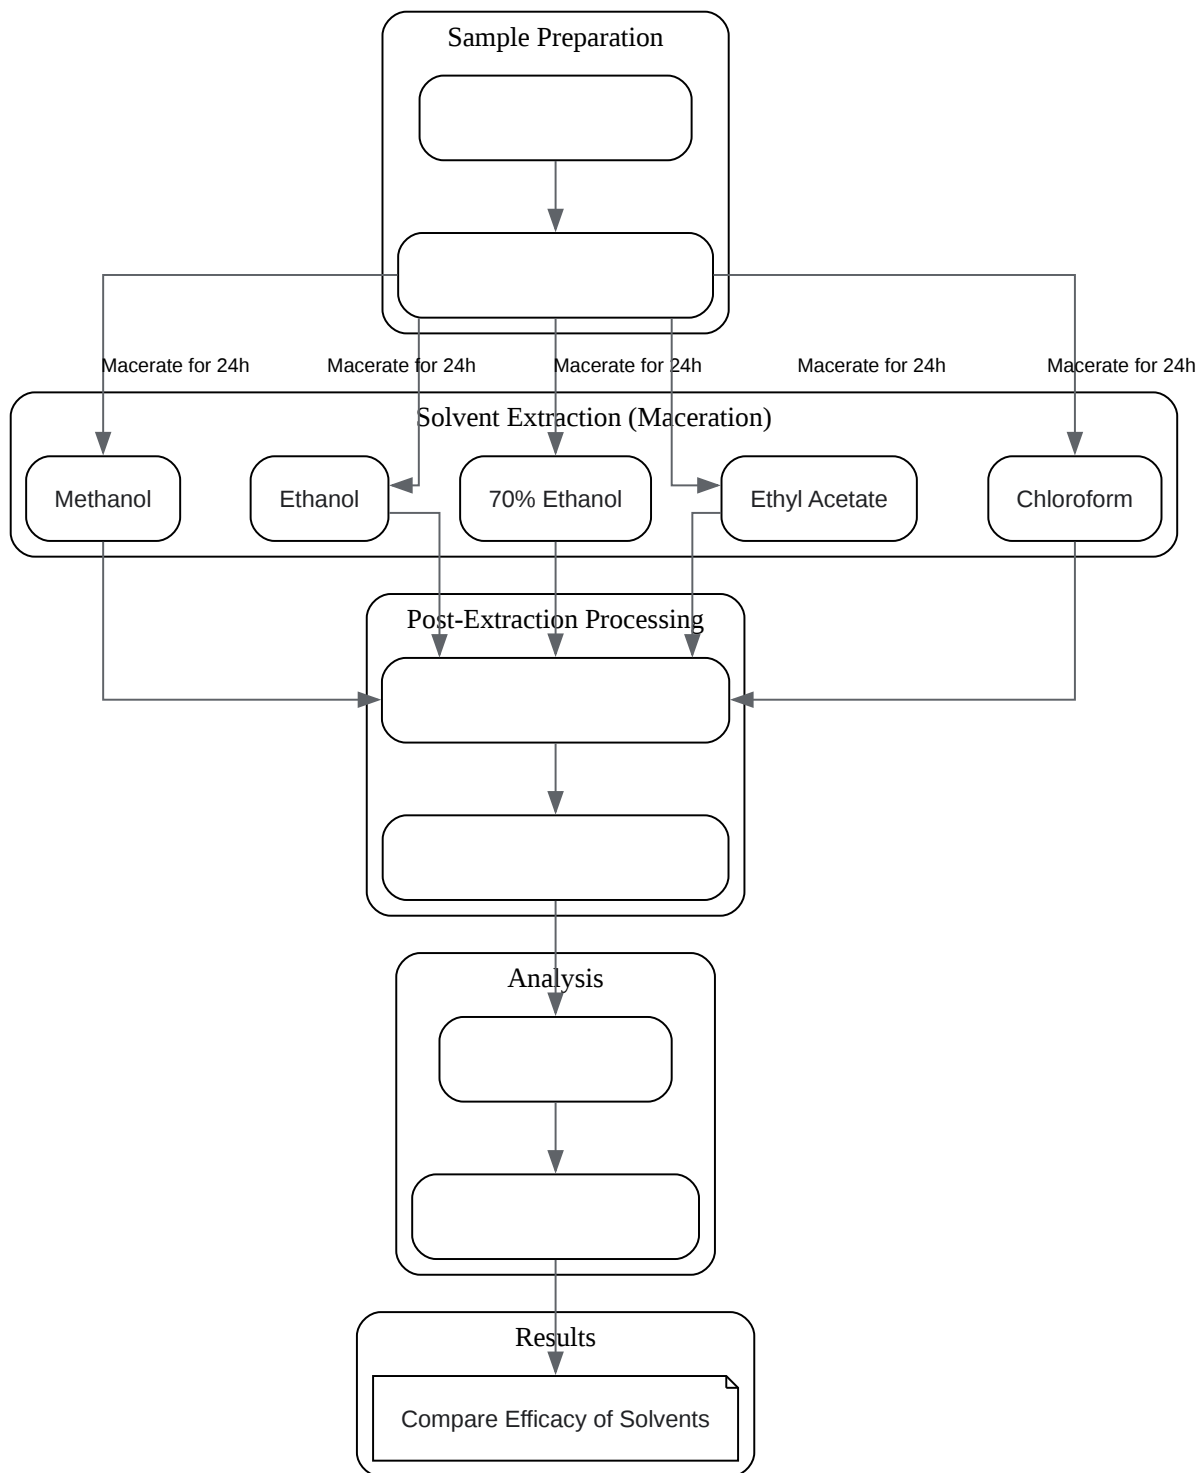 Sample Preparation
Macerate for 24h
Macerate for 24h
Macerate for 24h
Macerate for 24h
Macerate for 24h
Solvent Extraction (Maceration)
Methanol
Ethanol
70% Ethanol
Ethyl Acetate
Chloroform
Post-Extraction Processing
Analysis
Results
Compare Efficacy of Solvents